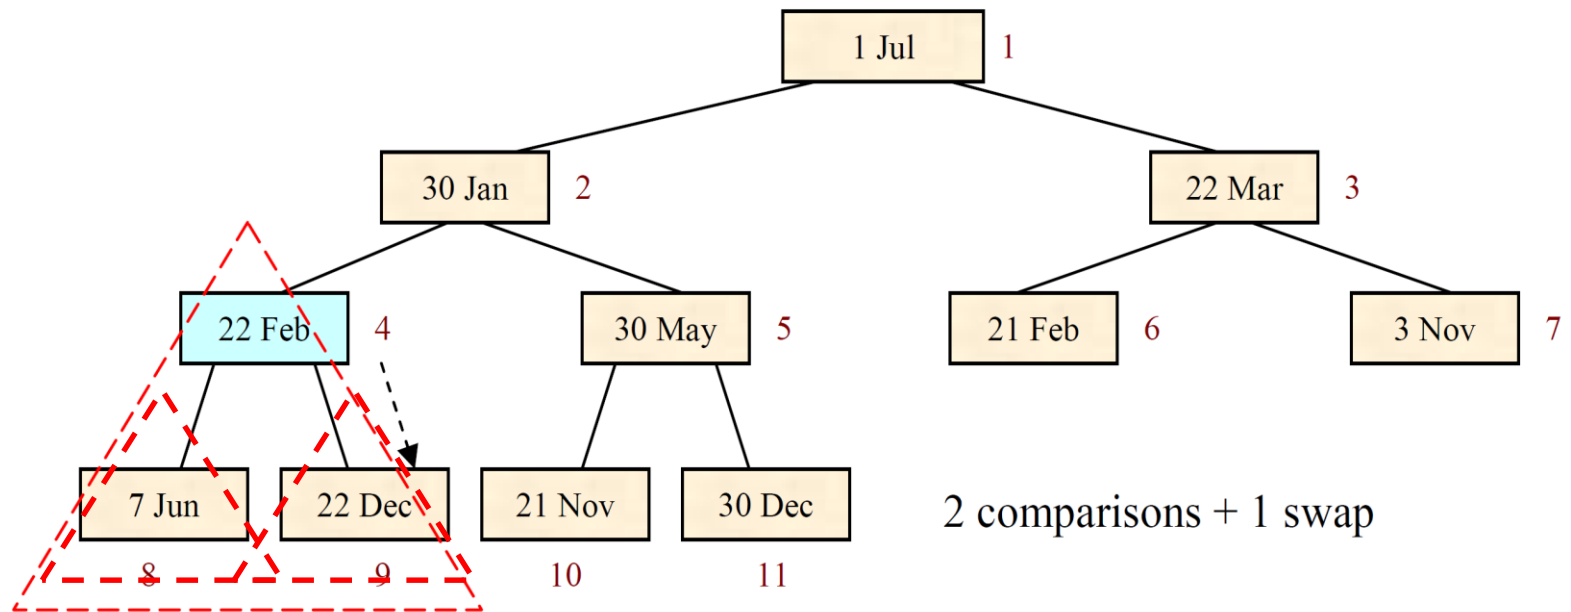 1 Jul 1
30 Jan 2
22 Mar 3
22 Feb 4
30 May 5
21 Feb 6
3 Nov 7
7 Jun
22 Dec
21 Nov
30 Dec
2 comparisons + 1 swap
8
9
10
11